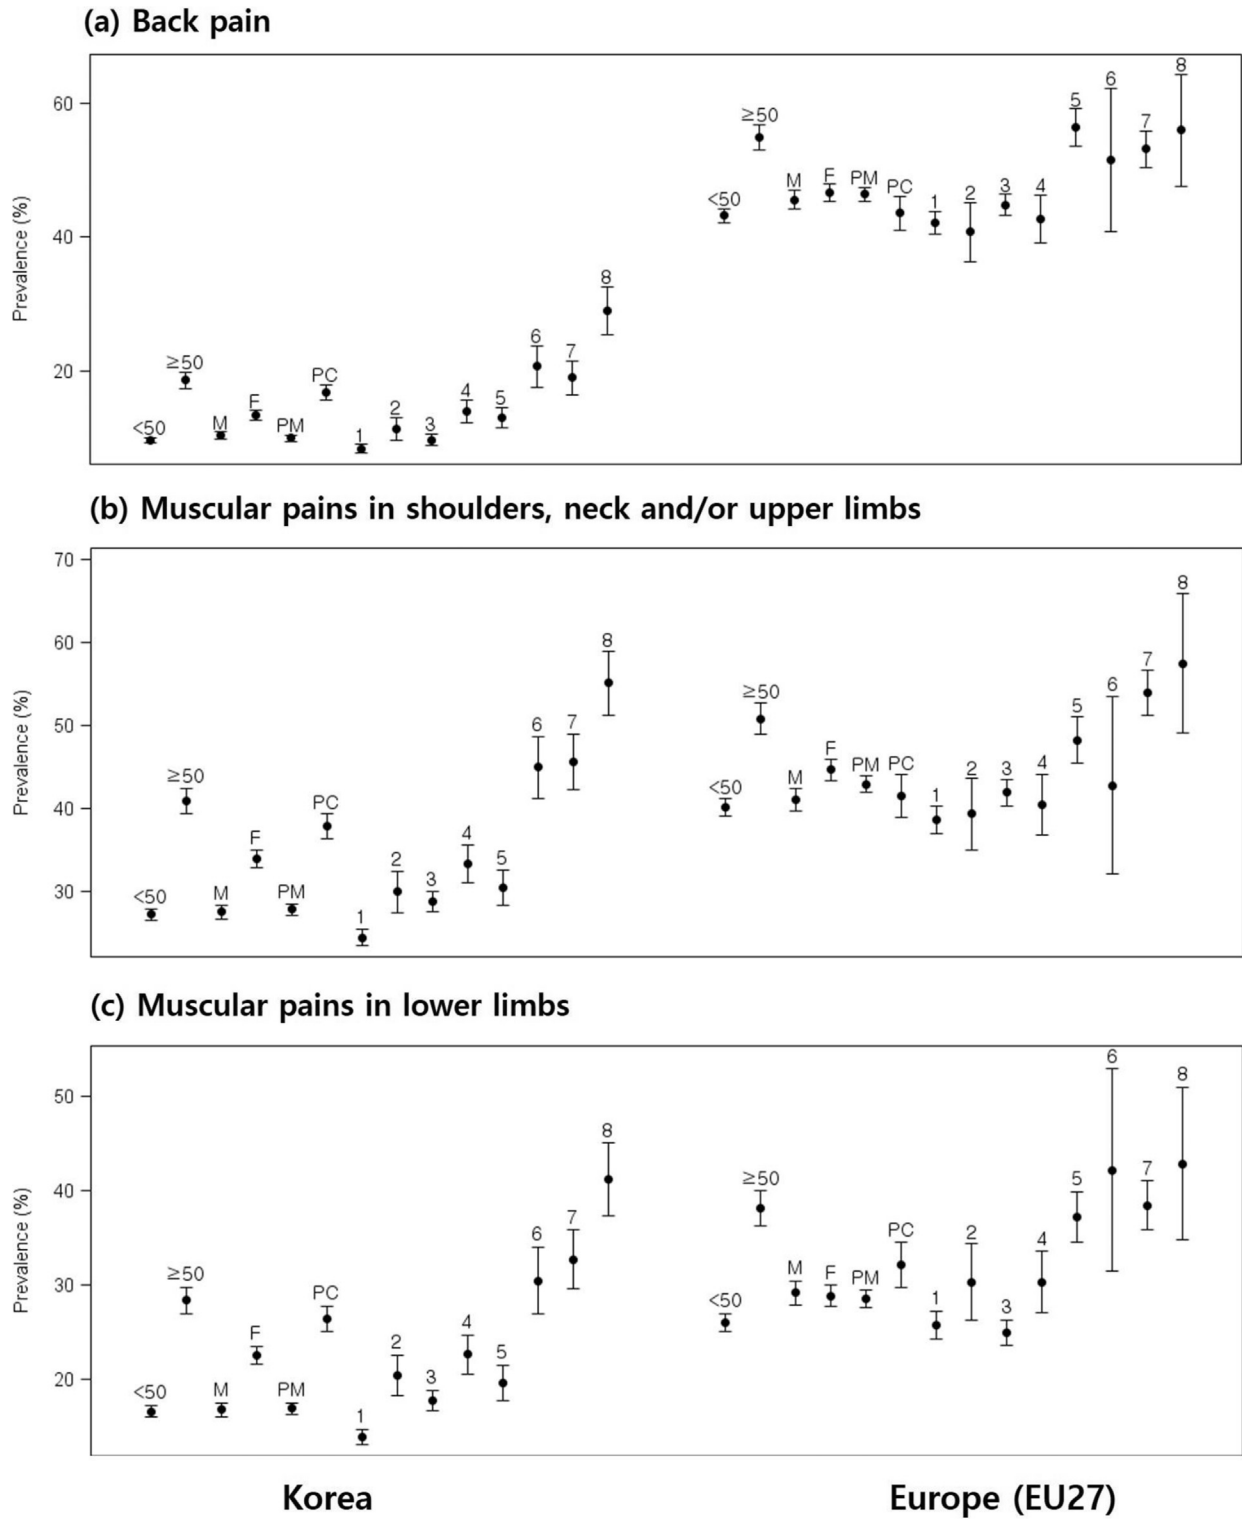 (a) Back pain
Prevalence (%)
60
40
20
<50
≥50
M
F
PM
PC
1
2
3
4
5
6
7
8
<50
≥50
M
F
PM
PC
1
2
3
4
5
6
7
8
(b) Muscular pains in shoulders, neck and/or upper limbs
Prevalence (%)
70
60
50
40
30
<50
≥50
M
F
PM
PC
1
2
3
4
5
6
7
8
<50
≥50
M
F
PM
PC
1
2
3
4
5
6
7
8
(c) Muscular pains in lower limbs
Prevalence (%)
50
40
30
20
<50
≥50
M
F
PM
PC
1
2
3
4
5
6
7
8
<50
≥50
M
F
PM
PC
1
2
3
4
5
6
7
8
Korea
Europe (EU27)